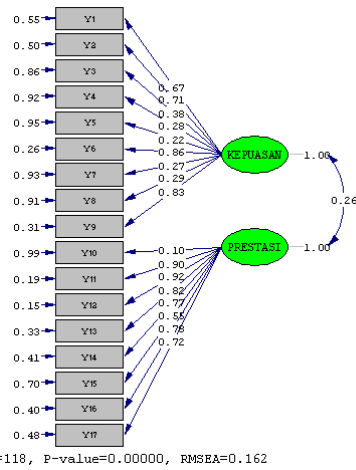 0.55 Y1
0.50 Y2
0.86 Y3
0.92 Y4
0.95 Y5
0.26 Y6
0.93 Y7
0.91 Y8
0.31 Y9
0.99 Y10
0.19 Y11
0.15 Y12
0.33 Y13
0.41 Y14
0.70 Y15
0.40 Y16
0.48 Y17
0.67
0.71
0.38
0.28
0.22
0.86
0.27
0.29
0.83
KEPUASAN 1.00
0.26
PRESTASI 1.00
0.10
0.90
0.92
0.82
0.77
0.55
0.78
0.72
=118, P-value=0.00000, RMSEA=0.162